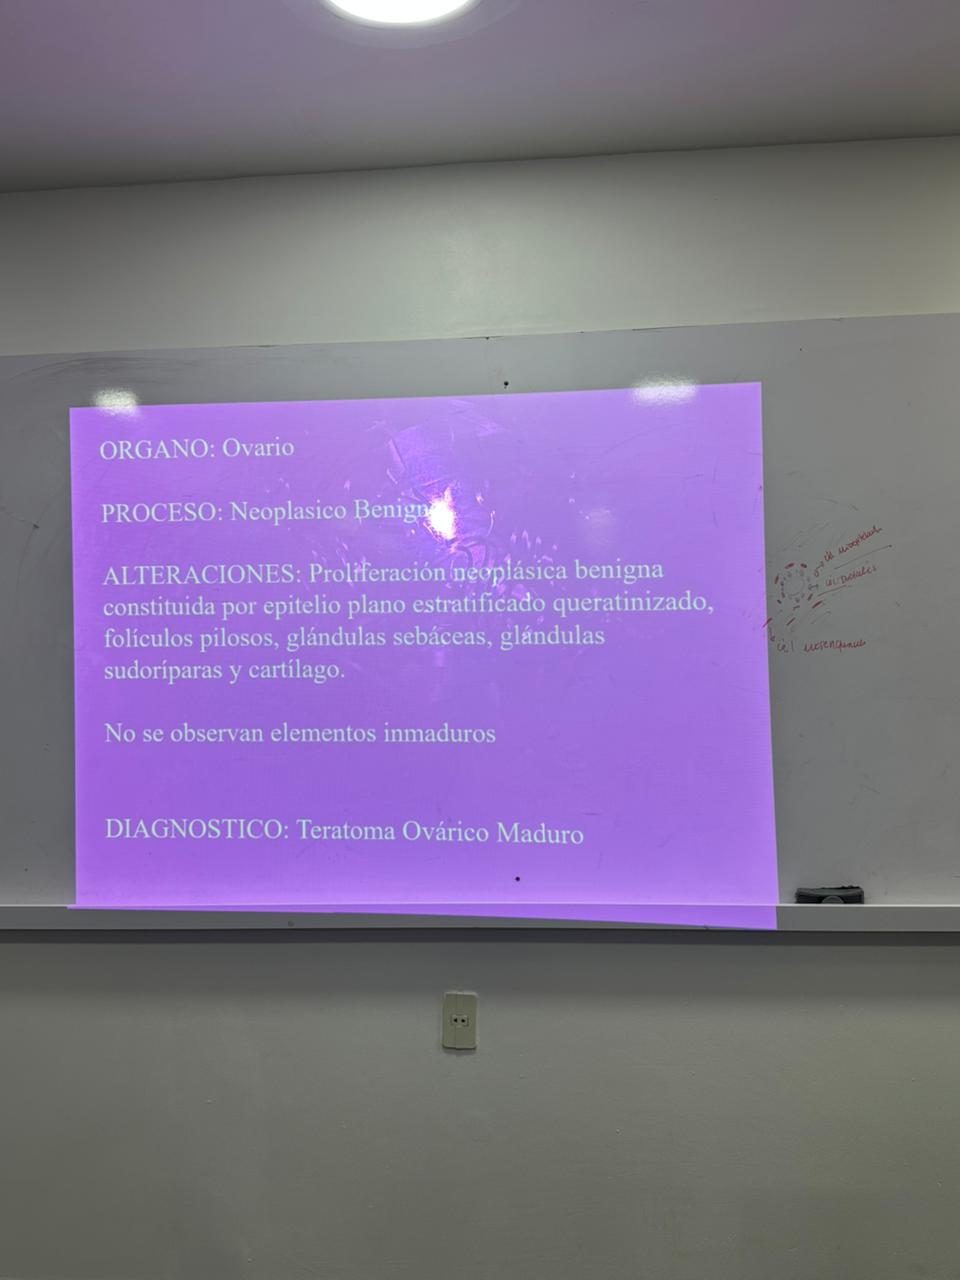 ORGANO: Ovario
PROCESO: Neoplasico Benign
ALTERACIONES: Proliferación neoplásica benigna
constituida por epitelio plano estratificado queratinizado,
folículos pilosos, glándulas sebáceas, glándulas
sudoríparas y cartílago.
No se observan elementos inmaduros
DIAGNOSTICO: Teratoma Ovárico Maduro